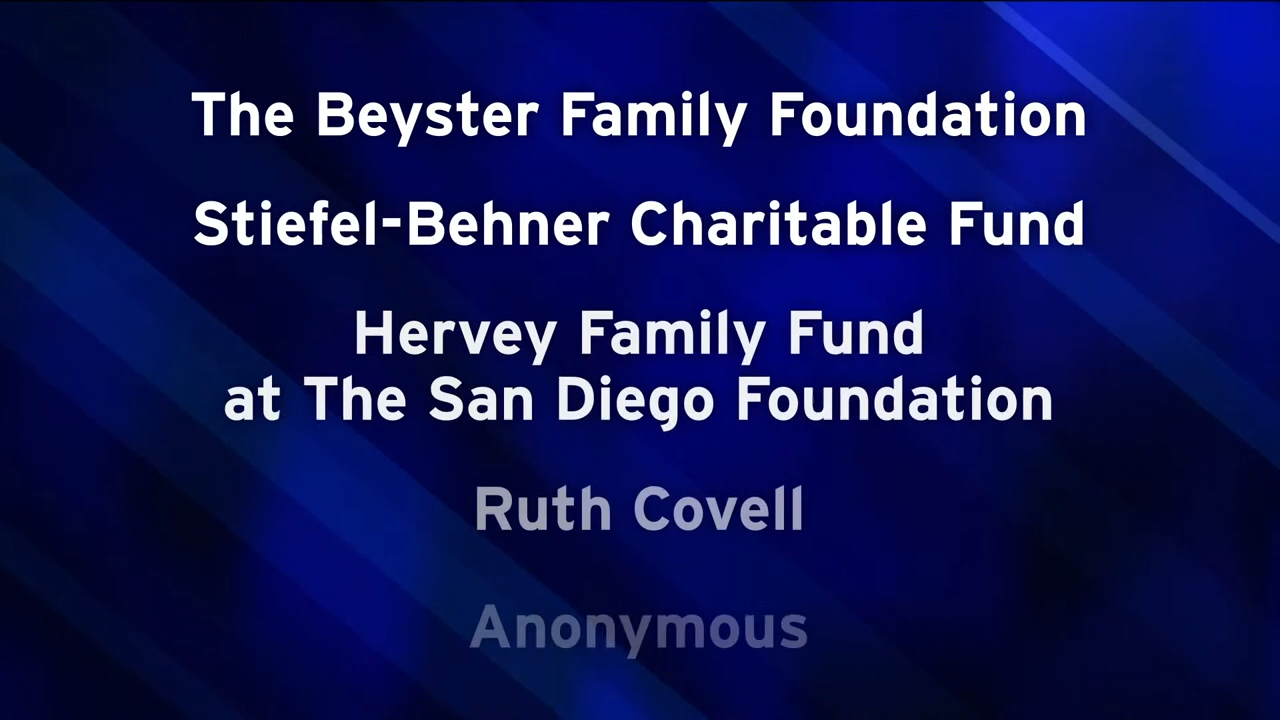 The Beyster Family Foundation
Stiefel-Behner Charitable Fund
Hervey Family Fund
at The San Diego Foundation
Ruth Covell
Anonymous